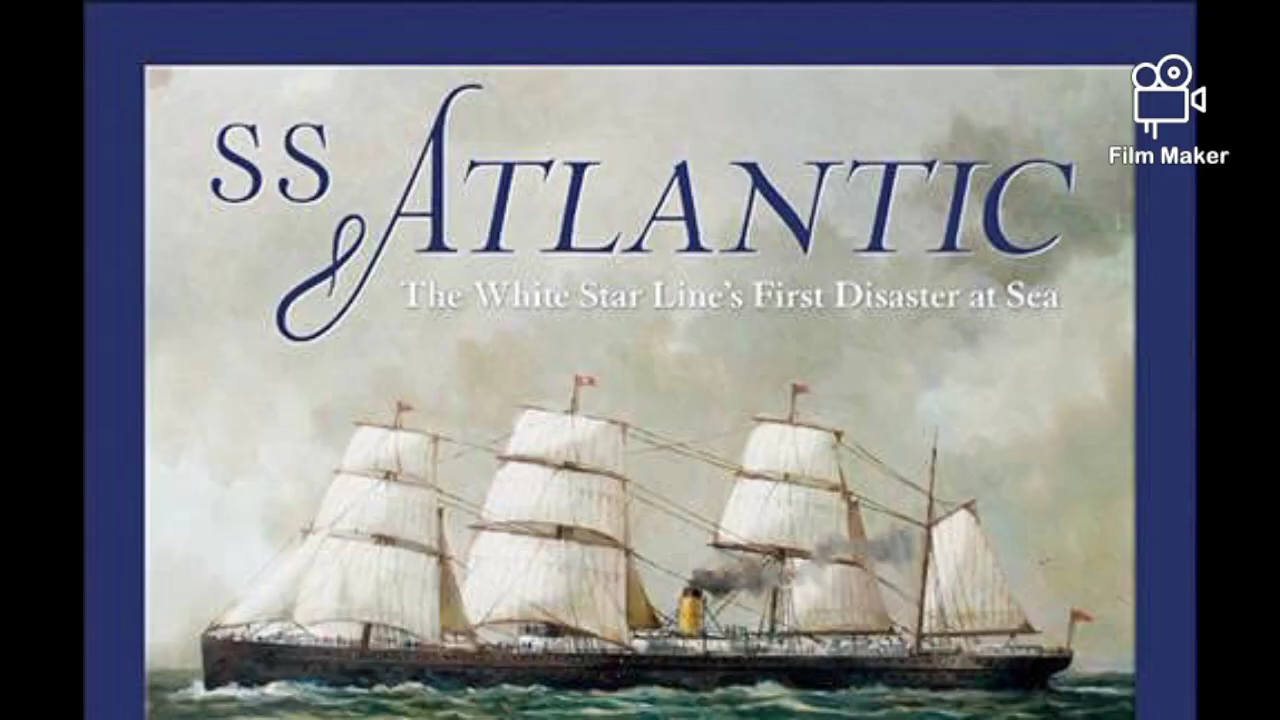 SS ATLANTIC
The White Star Line's First Disaster at Sea
Film Maker